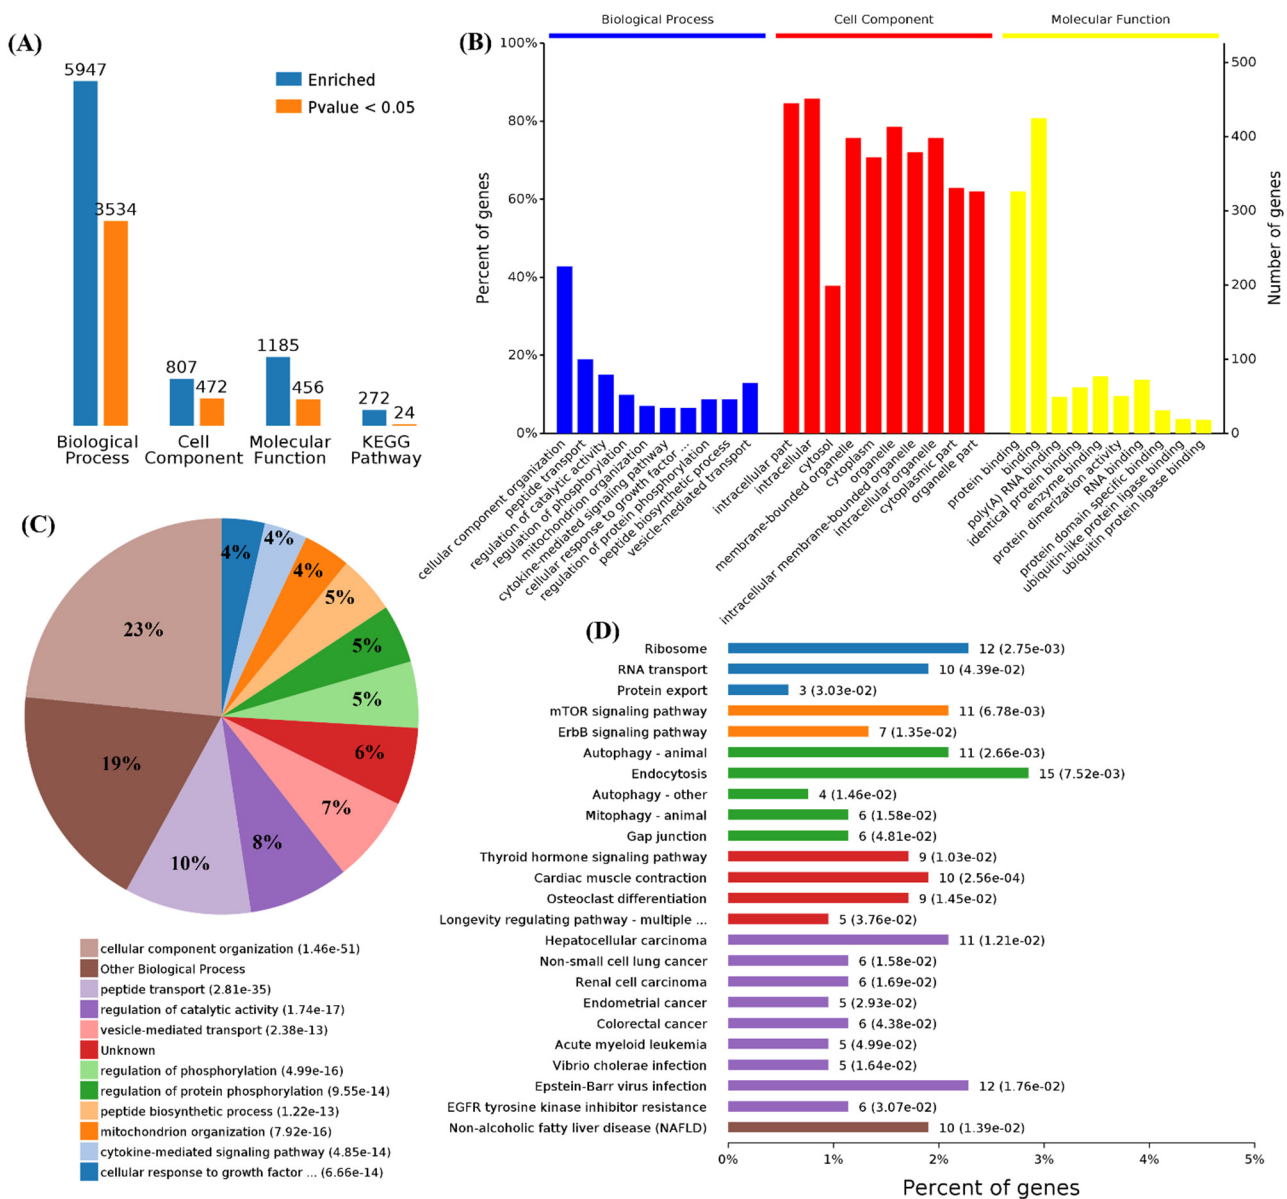 (A)
5947
3534
807
472
1185
456
272
24
Enriched
Pvalue < 0.05
Biological
Process
Cell
Component
Molecular
Function
KEGG
Pathway
(B)
Biological Process
Cell Component
Molecular Function
100%
80%
60%
40%
20%
0%
Percent of genes
500
400
300
200
100
0
Number of genes
cellular component organization
peptide transport
regulation of catalytic activity
regulation of phosphorylation
mitochondrion organization
cytokine-mediated signaling pathway
cellular response to growth factor ...
regulation of protein phosphorylation
peptide biosynthetic process
vesicle-mediated transport
intracellular part
intracellular
cytosol
membrane-bounded organelle
cytoplasm
organelle
intracellular membrane-bounded organelle
intracellular organelle
cytoplasmic part
organelle part
protein binding
binding
poly(A) RNA binding
identical protein binding
enzyme binding
protein dimerization activity
RNA binding
protein domain specific binding
ubiquitin-like protein ligase binding
ubiquitin protein ligase binding
(C)
4%
4%
4%
5%
5%
5%
6%
7%
8%
10%
19%
23%
cellular component organization (1.46e-51)
Other Biological Process
peptide transport (2.81e-35)
regulation of catalytic activity (1.74e-17)
vesicle-mediated transport (2.38e-13)
Unknown
regulation of phosphorylation (4.99e-16)
regulation of protein phosphorylation (9.55e-14)
peptide biosynthetic process (1.22e-13)
mitochondrion organization (7.92e-16)
cytokine-mediated signaling pathway (4.85e-14)
cellular response to growth factor ... (6.66e-14)
(D)
Ribosome 12 (2.75e-03)
RNA transport 10 (4.39e-02)
Protein export 3 (3.03e-02)
mTOR signaling pathway 11 (6.78e-03)
ErbB signaling pathway 7 (1.35e-02)
Autophagy - animal 11 (2.66e-03)
Endocytosis 15 (7.52e-03)
Autophagy - other 4 (1.46e-02)
Mitophagy - animal 6 (1.58e-02)
Gap junction 6 (4.81e-02)
Thyroid hormone signaling pathway 9 (1.03e-02)
Cardiac muscle contraction 10 (2.56e-04)
Osteoclast differentiation 9 (1.45e-02)
Longevity regulating pathway - multiple ... 5 (3.76e-02)
Hepatocellular carcinoma 11 (1.21e-02)
Non-small cell lung cancer 6 (1.58e-02)
Renal cell carcinoma 6 (1.69e-02)
Endometrial cancer 5 (2.93e-02)
Colorectal cancer 6 (4.38e-02)
Acute myeloid leukemia 5 (4.99e-02)
Vibrio cholerae infection 5 (1.64e-02)
Epstein-Barr virus infection 12 (1.76e-02)
EGFR tyrosine kinase inhibitor resistance 6 (3.07e-02)
Non-alcoholic fatty liver disease (NAFLD) 10 (1.39e-02)
0% 1% 2% 3% 4% 5%
Percent of genes